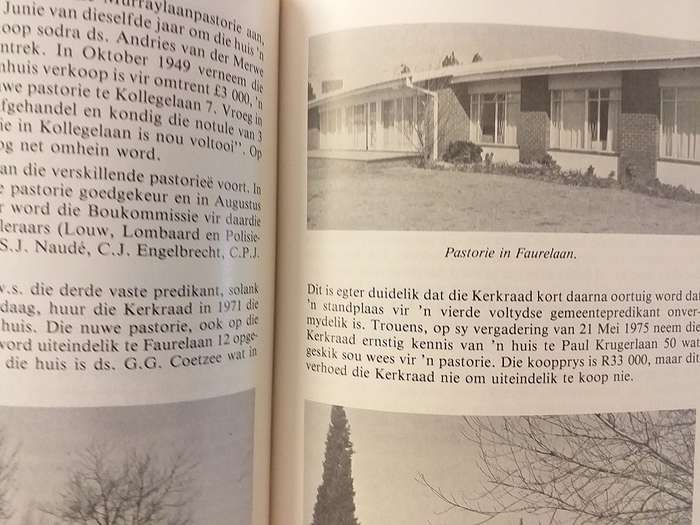 Murraylaanpastorie aan,
Junie van dieselfde jaar om die huis 'n
oop sodra ds. Andries van der Merwe
ntrek. In Oktober 1949 verneem die
nhuis verkoop is vir omtrent £3 000, 'n
uwe pastorie te Kollegelaan 7. Vroeg in
fgehandel en kondig die notule van 3
ie in Kollegelaan is nou voltooi". Op
og net omhein word.
an die verskillende pastorieë voort. In
e pastorie goedgekeur en in Augustus
r word die Boukommissie vir daardie
leraars (Louw, Lombaard en Polisie-
S.J. Naudé, C.J. Engelbrecht, C.P.J.
w.s. die derde vaste predikant, solank
daag, huur die Kerkraad in 1971 die
huis. Die nuwe pastorie, ook op die
word uiteindelik te Faurelaan 12 opge-
die huis is ds. G.G. Coetzee wat in
Pastorie in Faurelaan.
Dit is egter duidelik dat die Kerkraad kort daarna oortuig word dat
'n standplaas vir 'n vierde voltydse gemeentepredikant onver-
mydelik is. Trouens, op sy vergadering van 21 Mei 1975 neem die
Kerkraad ernstig kennis van 'n huis te Paul Krugerlaan 50 wat
geskik sou wees vir 'n pastorie. Die koopprys is R33 000, maar dit
verhoed die Kerkraad nie om uiteindelik te koop nie.